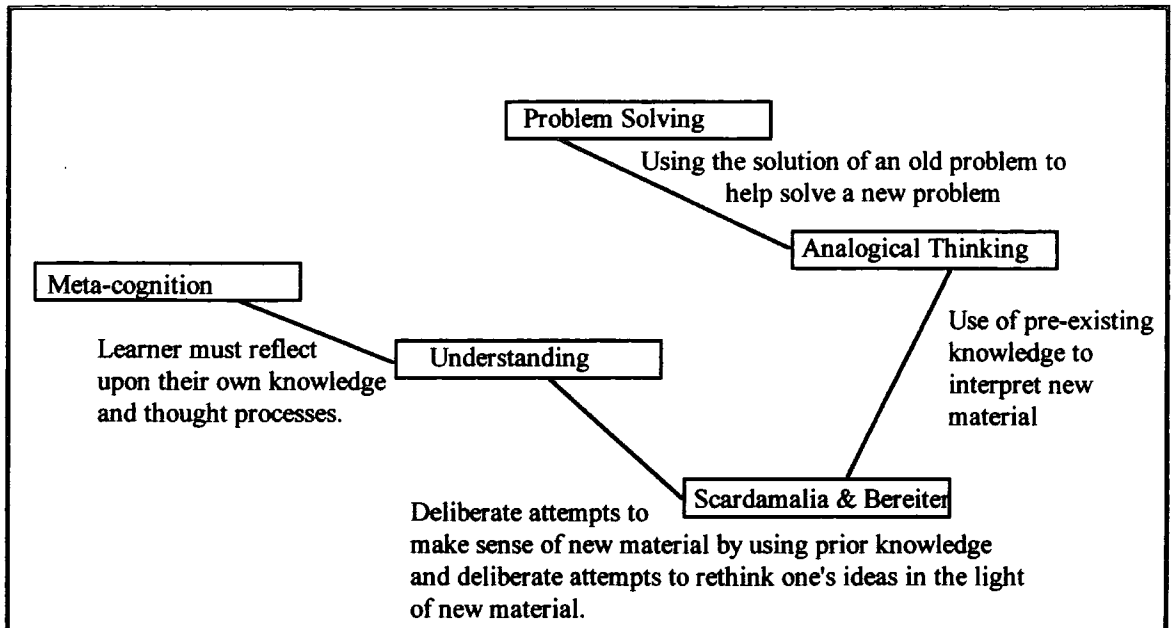 Problem Solving
Using the solution of an old problem to
help solve a new problem
Analogical Thinking
Meta-cognition
Use of pre-existing
knowledge to
interpret new
material
Learner must reflect
upon their own knowledge
and thought processes.
Understanding
Scardamalia & Bereiter
Deliberate attempts to
make sense of new material by using prior knowledge
and deliberate attempts to rethink one's ideas in the light
of new material.